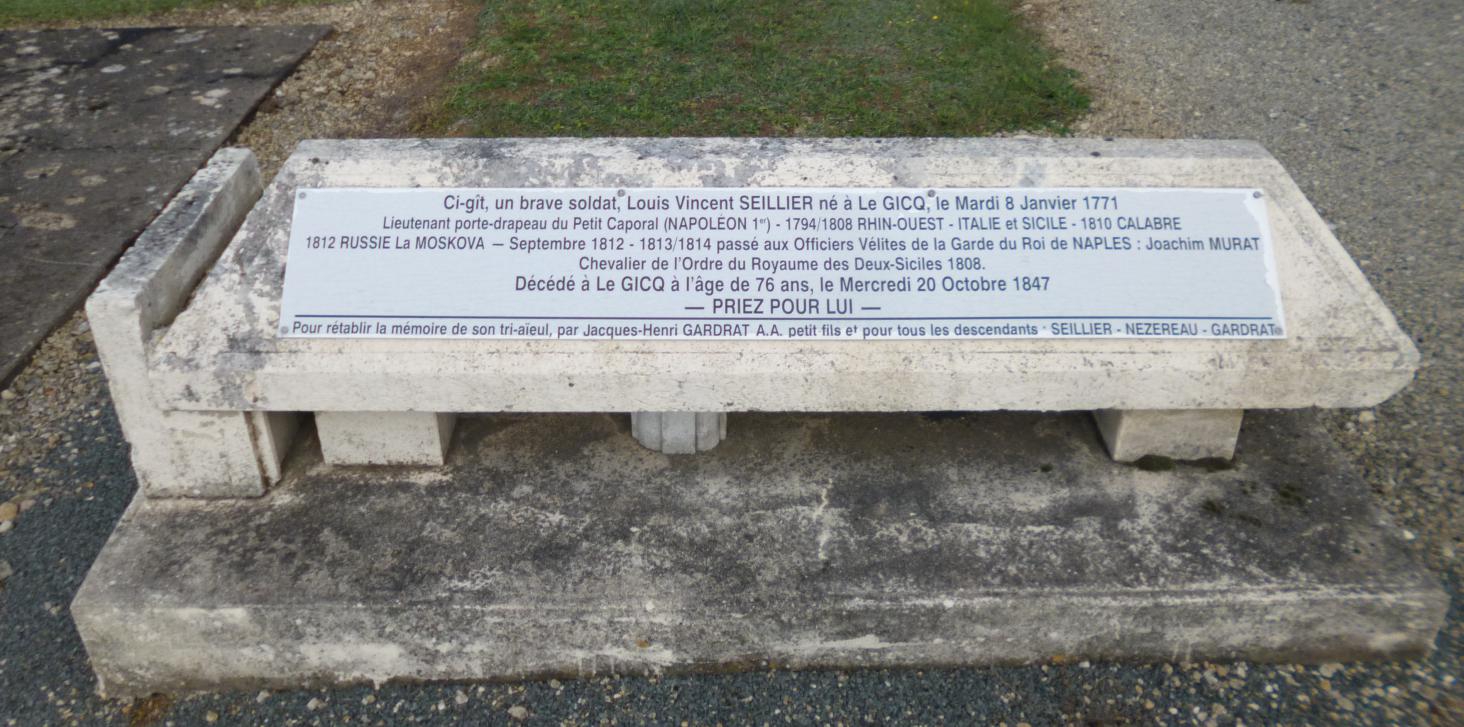 Ci-gît, un brave soldat, Louis Vincent SEILLIER né à Le GICQ, le Mardi 8 Janvier 1771
Lieutenant porte-drapeau du Petit Caporal (NAPOLÉON 1er) - 1794/1808 RHIN-OUEST - ITALIE et SICILE - 1810 CALABRE
1812 RUSSIE La MOSKOVA — Septembre 1812 - 1813/1814 passé aux Officiers Vélites de la Garde du Roi de NAPLES : Joachim MURAT
Chevalier de l'Ordre du Royaume des Deux-Siciles 1808.
Décédé à Le GICQ à l'âge de 76 ans, le Mercredi 20 Octobre 1847
— PRIEZ POUR LUI —
Pour rétablir la mémoire de son tri-aïeul, par Jacques-Henri GARDRAT A.A. petit fils et pour tous les descendants : SEILLIER - NEZEREAU - GARDRAT